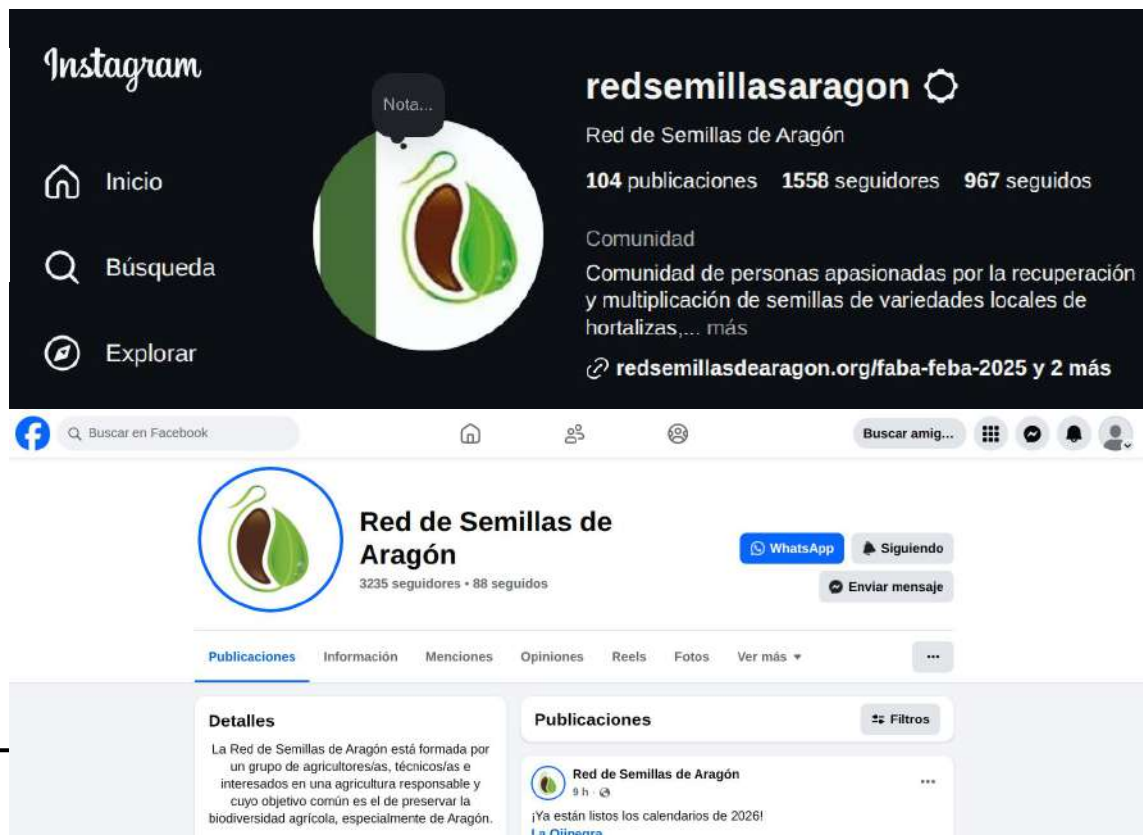 Instagram
Nota...
redsemillasaragon
Red de Semillas de Aragón
104 publicaciones 1558 seguidores 967 seguidos
Inicio
Comunidad
Búsqueda
Comunidad de personas apasionadas por la recuperación
y multiplicación de semillas de variedades locales de
hortalizas,... más
Explorar
redsemillasdearagon.org/faba-feba-2025 y 2 más
Buscar en Facebook
Buscar amig...
Red de Semillas de
Aragón
3235 seguidores • 88 seguidos
WhatsApp
Siguiendo
Enviar mensaje
Publicaciones Información Menciones Opiniones Reels Fotos Ver más
Detalles
La Red de Semillas de Aragón está formada por
un grupo de agricultores/as, técnicos/as e
interesados en una agricultura responsable y
cuyo objetivo común es el de preservar la
biodiversidad agrícola, especialmente de Aragón.
Publicaciones
Filtros
Red de Semillas de Aragón
9 h
¡Ya están listos los calendarios de 2026!
La Ojinegra